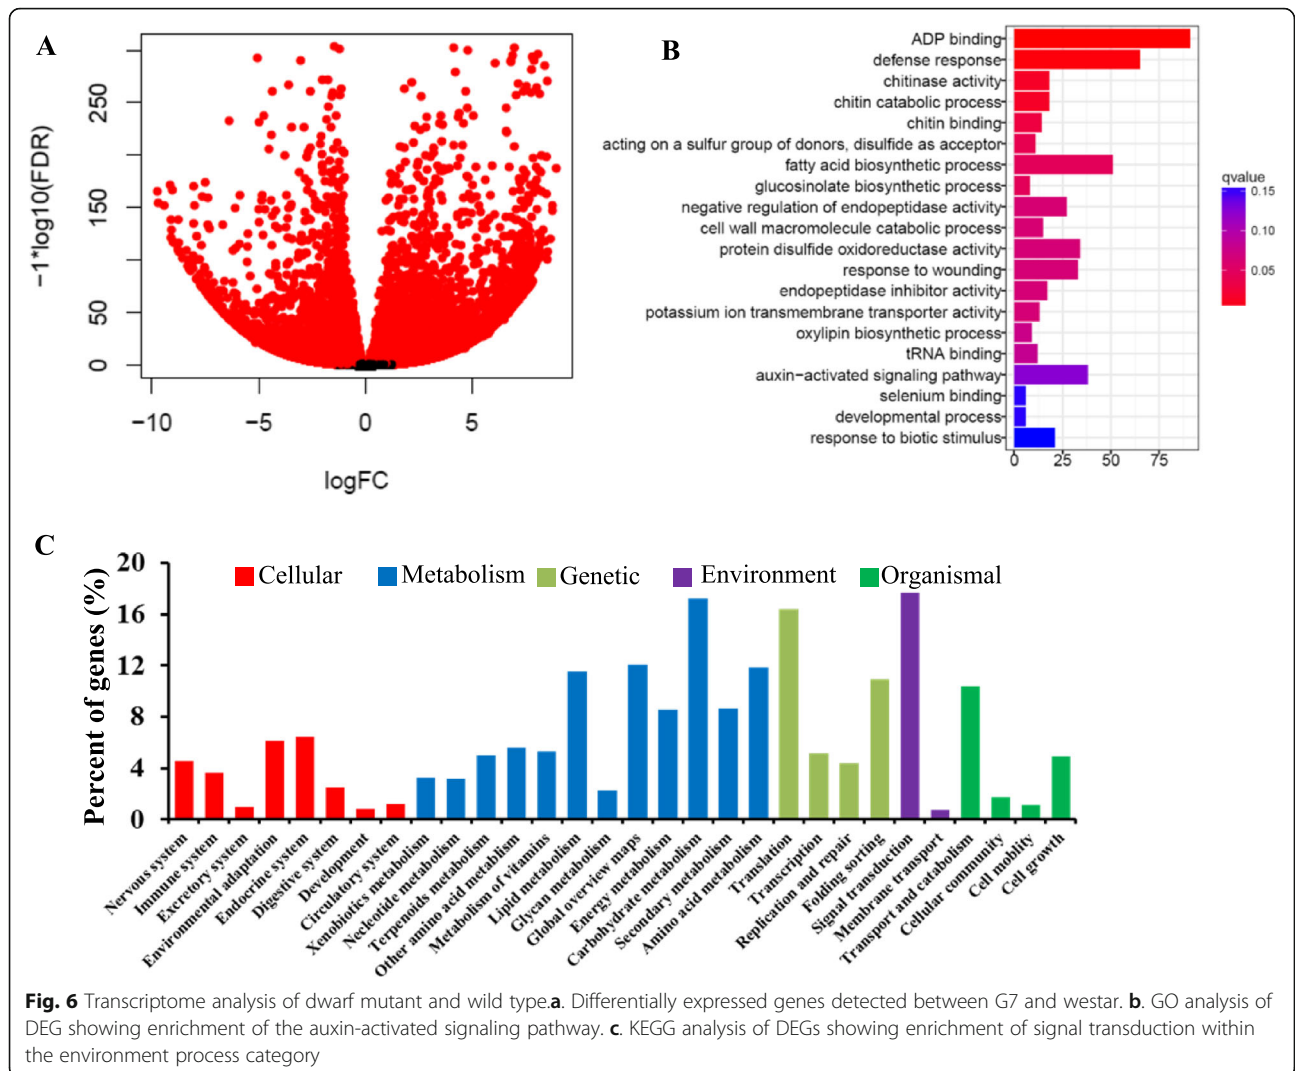 A
−1*log10(FDR)
250
150
50
0
−10
−5
0
5
logFC
B
ADP binding
defense response
chitinase activity
chitin catabolic process
chitin binding
acting on a sulfur group of donors, disulfide as acceptor
fatty acid biosynthetic process
glucosinolate biosynthetic process
negative regulation of endopeptidase activity
cell wall macromolecule catabolic process
protein disulfide oxidoreductase activity
response to wounding
endopeptidase inhibitor activity
potassium ion transmembrane transporter activity
oxylipin biosynthetic process
tRNA binding
auxin−activated signaling pathway
selenium binding
developmental process
response to biotic stimulus
0
25
50
75
qvalue
0.15
0.10
0.05
C
Percent of genes (%)
20
16
12
8
4
0
Cellular
Metabolism
Genetic
Environment
Organismal
Nervous system
Immune system
Excretory system
Environmental adaptation
Endocrine system
Digestive system
Development
Circulatory system
Xenobiotics metabolism
Necleotide metabolism
Terpenoids metabolism
Other amino acid metablism
Metabolism of vitamins
Lipid metabolism
Glycan metabolism
Global overview maps
Energy metabolism
Carbohydrate metabolism
Secondary metabolism
Amino acid metabolism
Translation
Transcription
Replication and repair
Folding sorting
Signal transduction
Membrane transport
Transport and catabolism
Cellular community
Cell moblity
Cell growth
Fig. 6 Transcriptome analysis of dwarf mutant and wild type.a. Differentially expressed genes detected between G7 and westar. b. GO analysis of
DEG showing enrichment of the auxin-activated signaling pathway. c. KEGG analysis of DEGs showing enrichment of signal transduction within
the environment process category